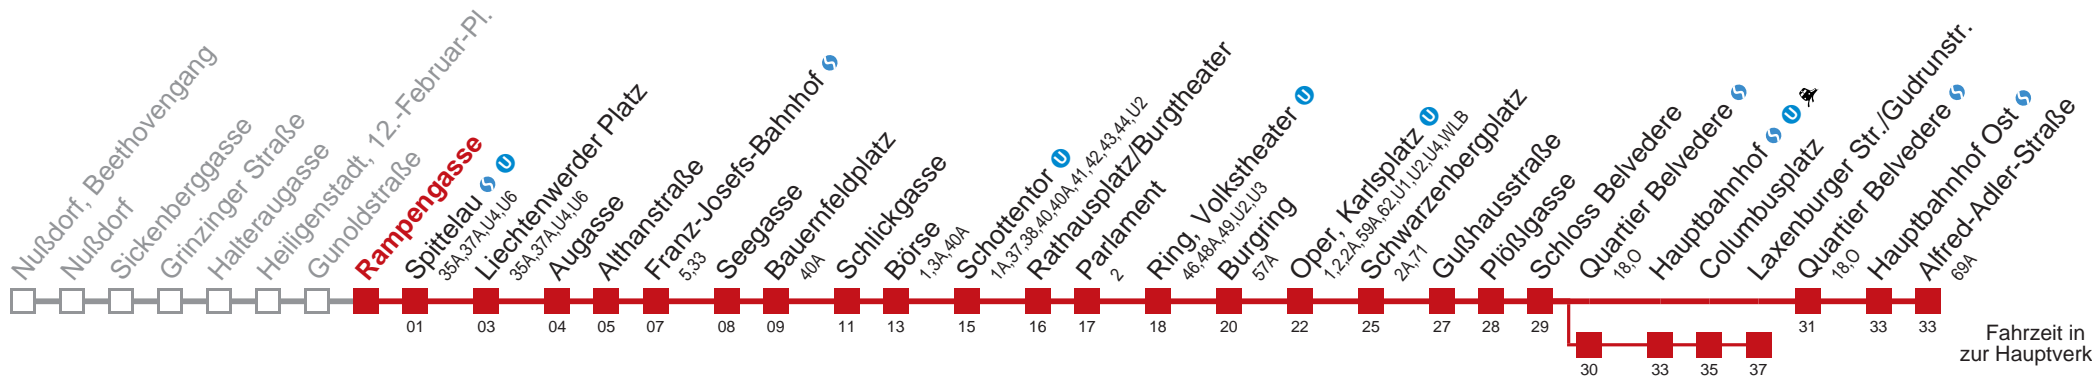 Nußdorf, Beethovengang
Nußdorf
Sickenberggasse
Grinzinger Straße
Halteraugasse
Heiligenstadt, 12.-Februar-Pl.
Gunoldstraße
Rampengasse
Spittelau U
35A,37A,U4,U6
Liechtenwerder Platz
35A,37A,U4,U6
Augasse
Althanstraße
Franz-Josefs-Bahnhof
5,33
Seegasse
Bauernfeldplatz
40A
Schlickgasse
Börse
1,3A,40A
Schottentor U
1A,37,38,40,40A,41,42,43,44,U2
Rathausplatz/Burgtheater
Parlament
2
Ring, Volkstheater U
46,48A,49,U2,U3
Burgring
57A
Oper, Karlsplatz U
1,2,2A,59A,62,U1,U2,U4,WLB
Schwarzenbergplatz
2A,71
Gußhausstraße
Plößlgasse
Schloss Belvedere
Quartier Belvedere
18,O
Hauptbahnhof U
Columbusplatz
Laxenburger Str./Gudrunstr.
Quartier Belvedere
18,O
Hauptbahnhof Ost
Alfred-Adler-Straße
69A
01 03 04 05 07 08 09 11 13 15 16 17 18 20 22 25 27 28 29 31 33 33
30 33 35 37
Fahrzeit in
zur Hauptverk